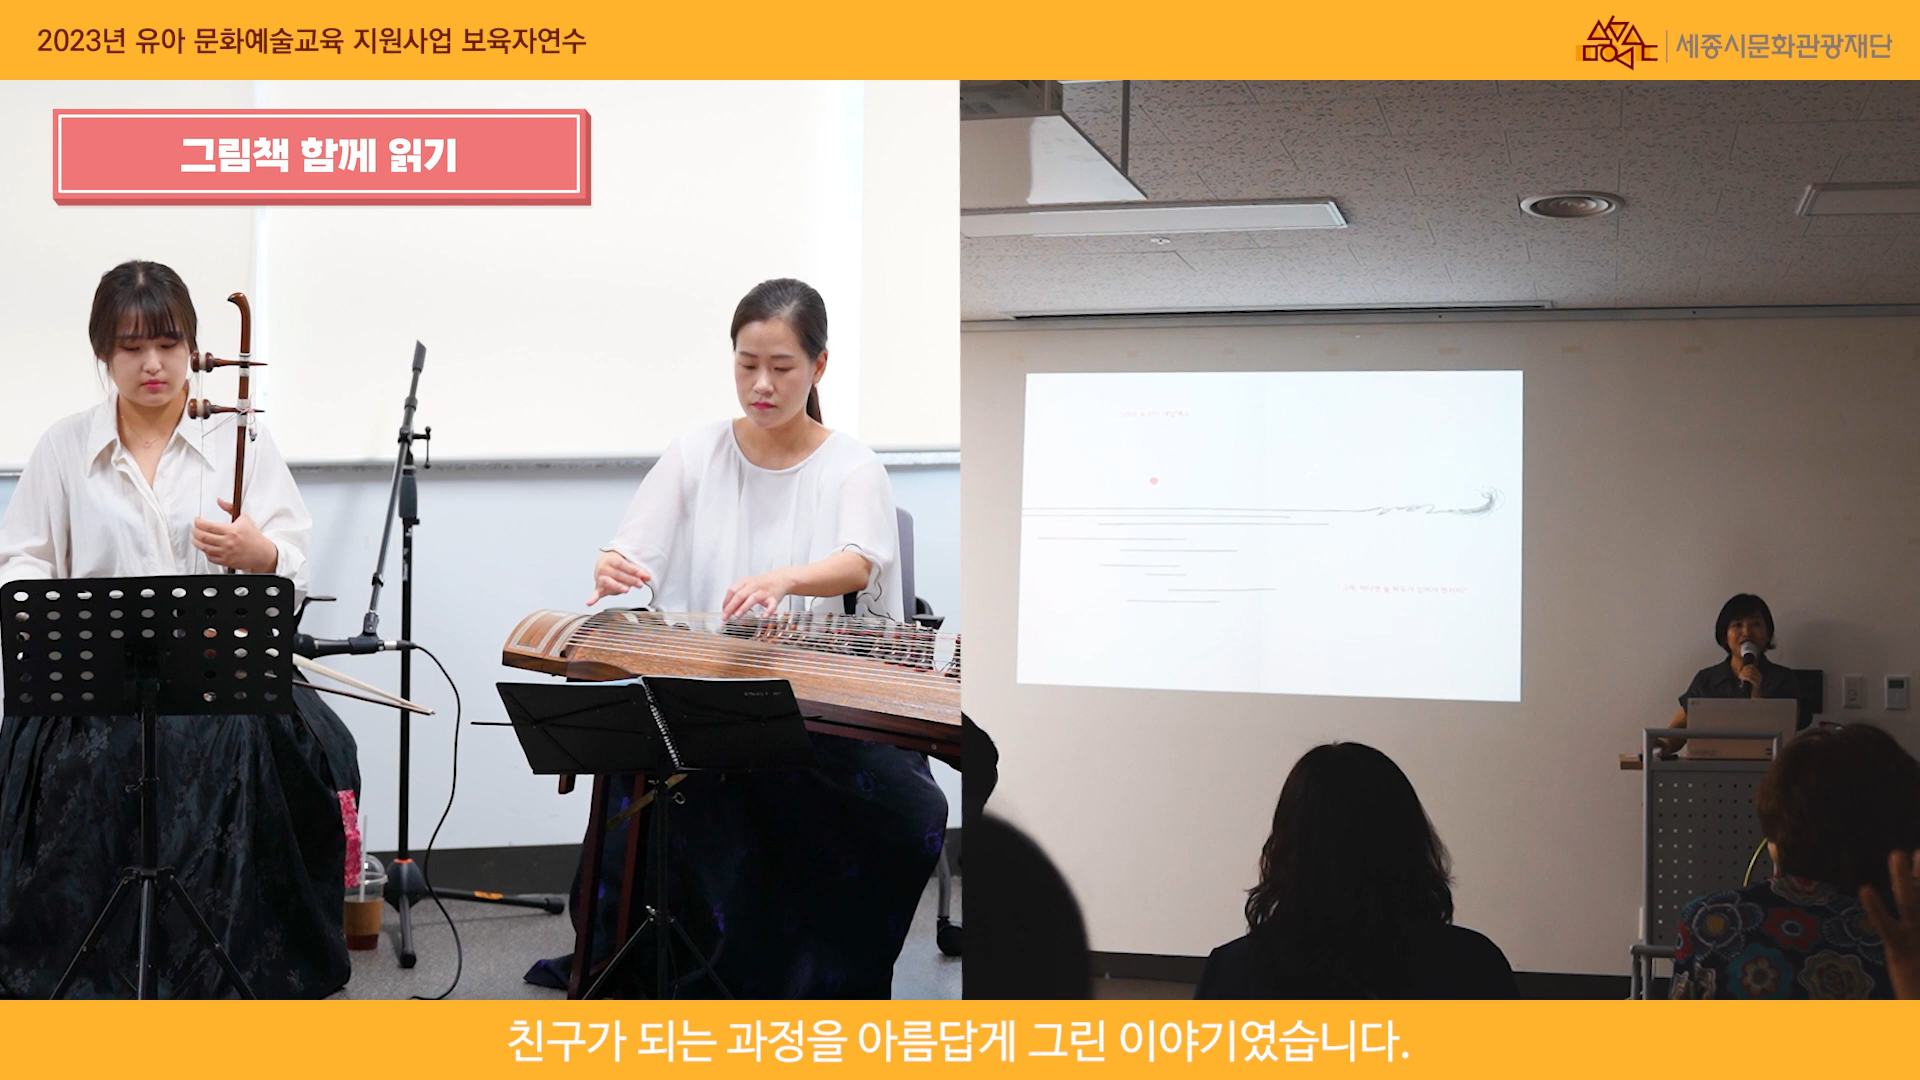 2023년 유아 문화예술교육 지원사업 보육자연수
세종시문화관광재단
그림책 함께 읽기
친구가 되는 과정을 아름답게 그린 이야기였습니다.